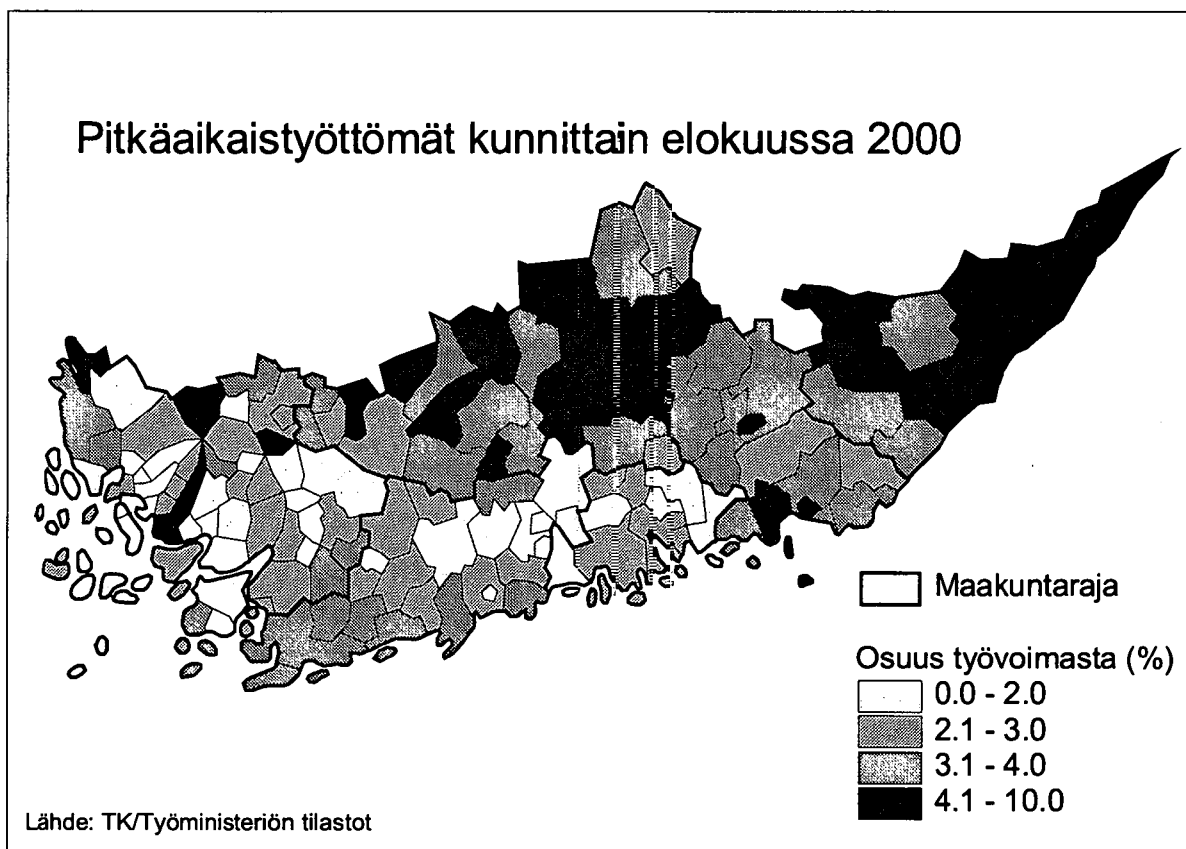 Pitkäaikaistyöttömät kunnittain elokuussa 2000
Maakuntaraja
Osuus työvoimasta (%)
0.0 - 2.0
2.1 - 3.0
3.1 - 4.0
4.1 - 10.0
Lähde: TK/Työministeriön tilastot